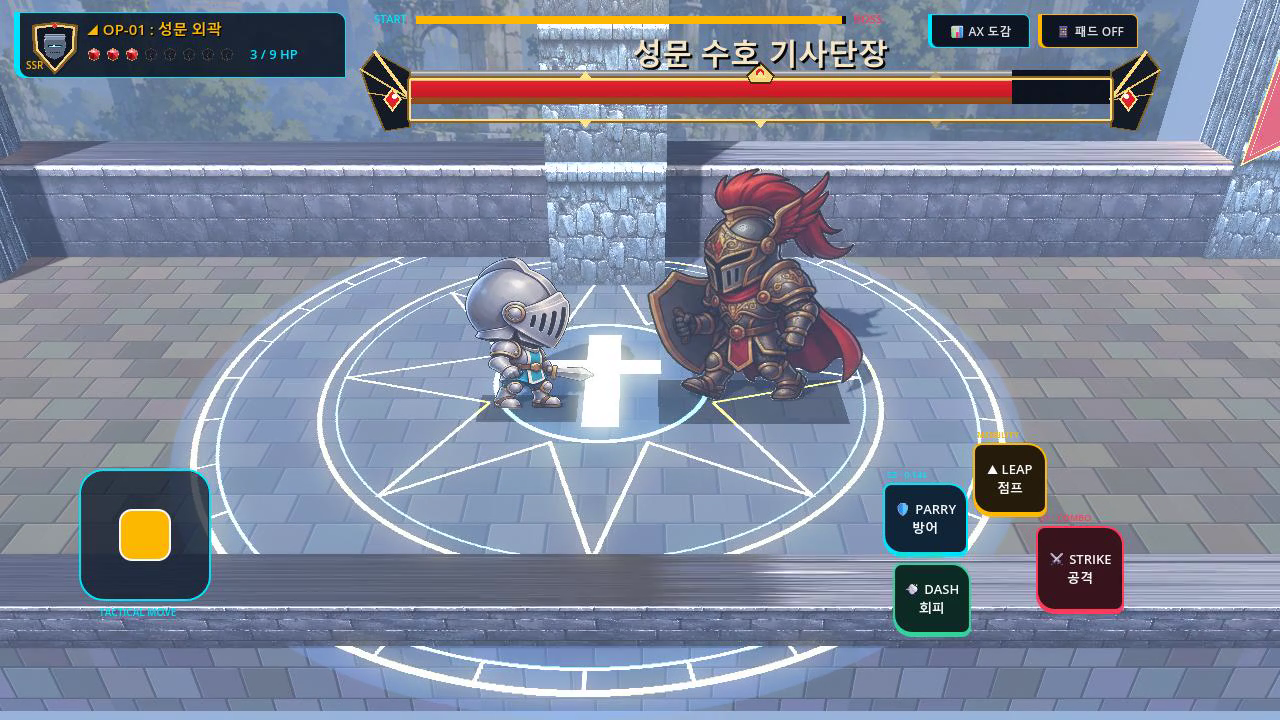 ◢ OP-01 : 성문 외곽
SSR
3 / 9 HP
START
BOSS
성문 수호 기사단장
AX 도감
패드 OFF
MOBILITY
▲ LEAP
점프
PARRY
방어
COMBO
STRIKE
공격
DASH
회피
TACTICAL MOVE